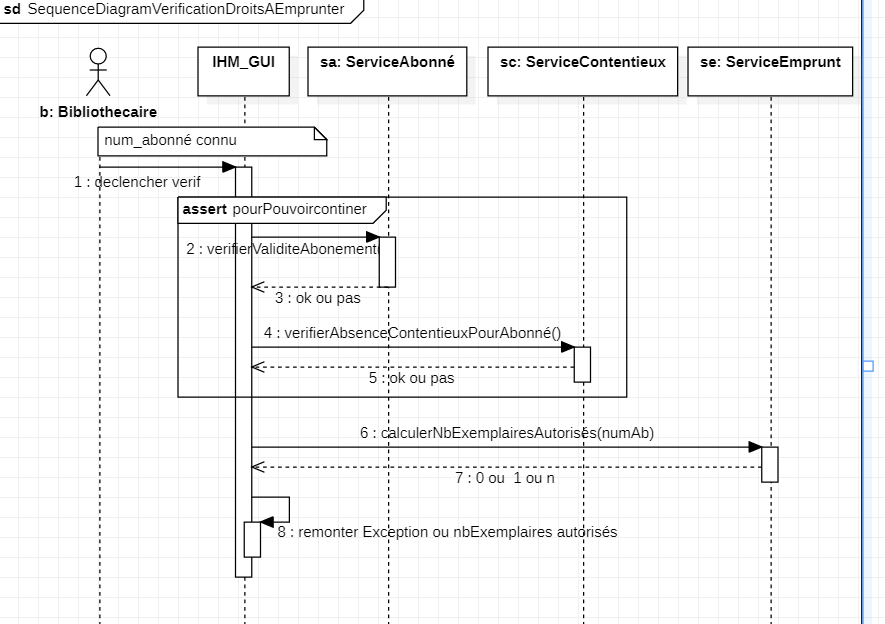 sd SequenceDiagramVerificationDroitsAEmprunter
IHM_GUI
sa: ServiceAbonné
sc: ServiceContentieux
se: ServiceEmprunt
b: Bibliothecaire
num_abonné connu
1 : declencher verif
assert pourPouvoircontiner
2 : verifierValiditeAbonement(
3 : ok ou pas
4 : verifierAbsenceContentieuxPourAbonné()
5 : ok ou pas
6 : calculerNbExemplairesAutorisés(numAb)
7 : 0 ou 1 ou n
8 : remonter Exception ou nbExemplaires autorisés